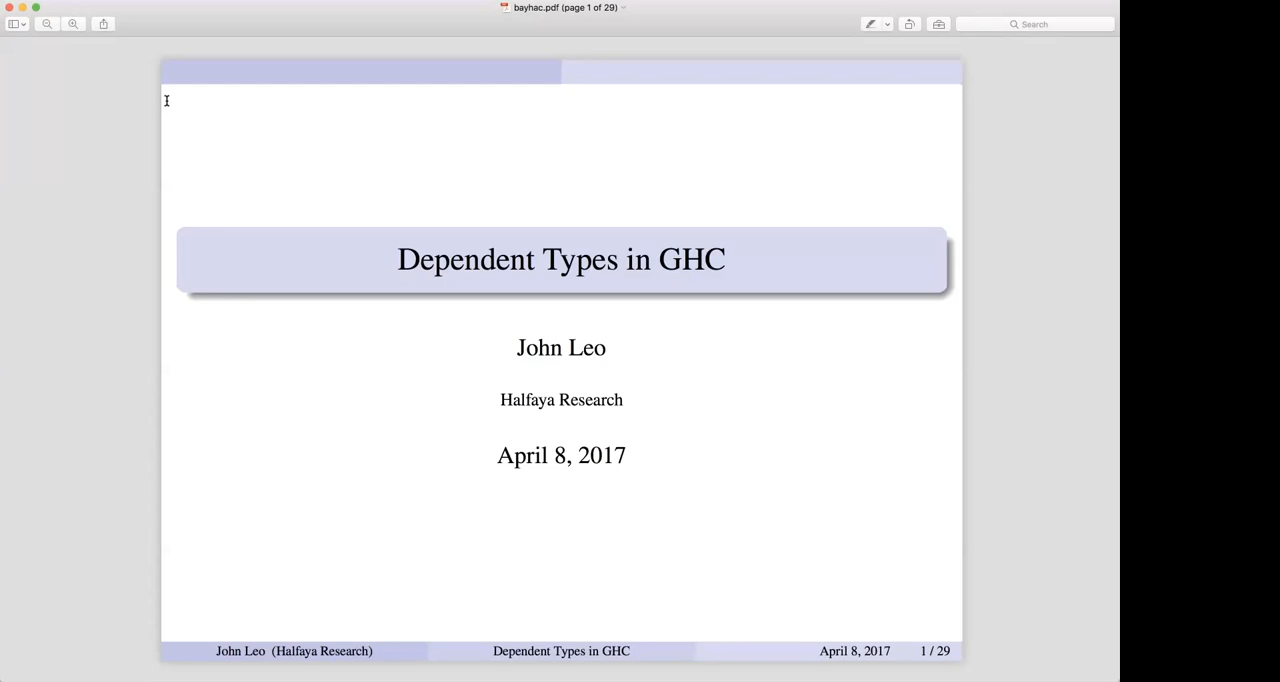 bayhac.pdf (page 1 of 29)
Search
Dependent Types in GHC
John Leo
Halfaya Research
April 8, 2017
John Leo (Halfaya Research) Dependent Types in GHC April 8, 2017 1 / 29